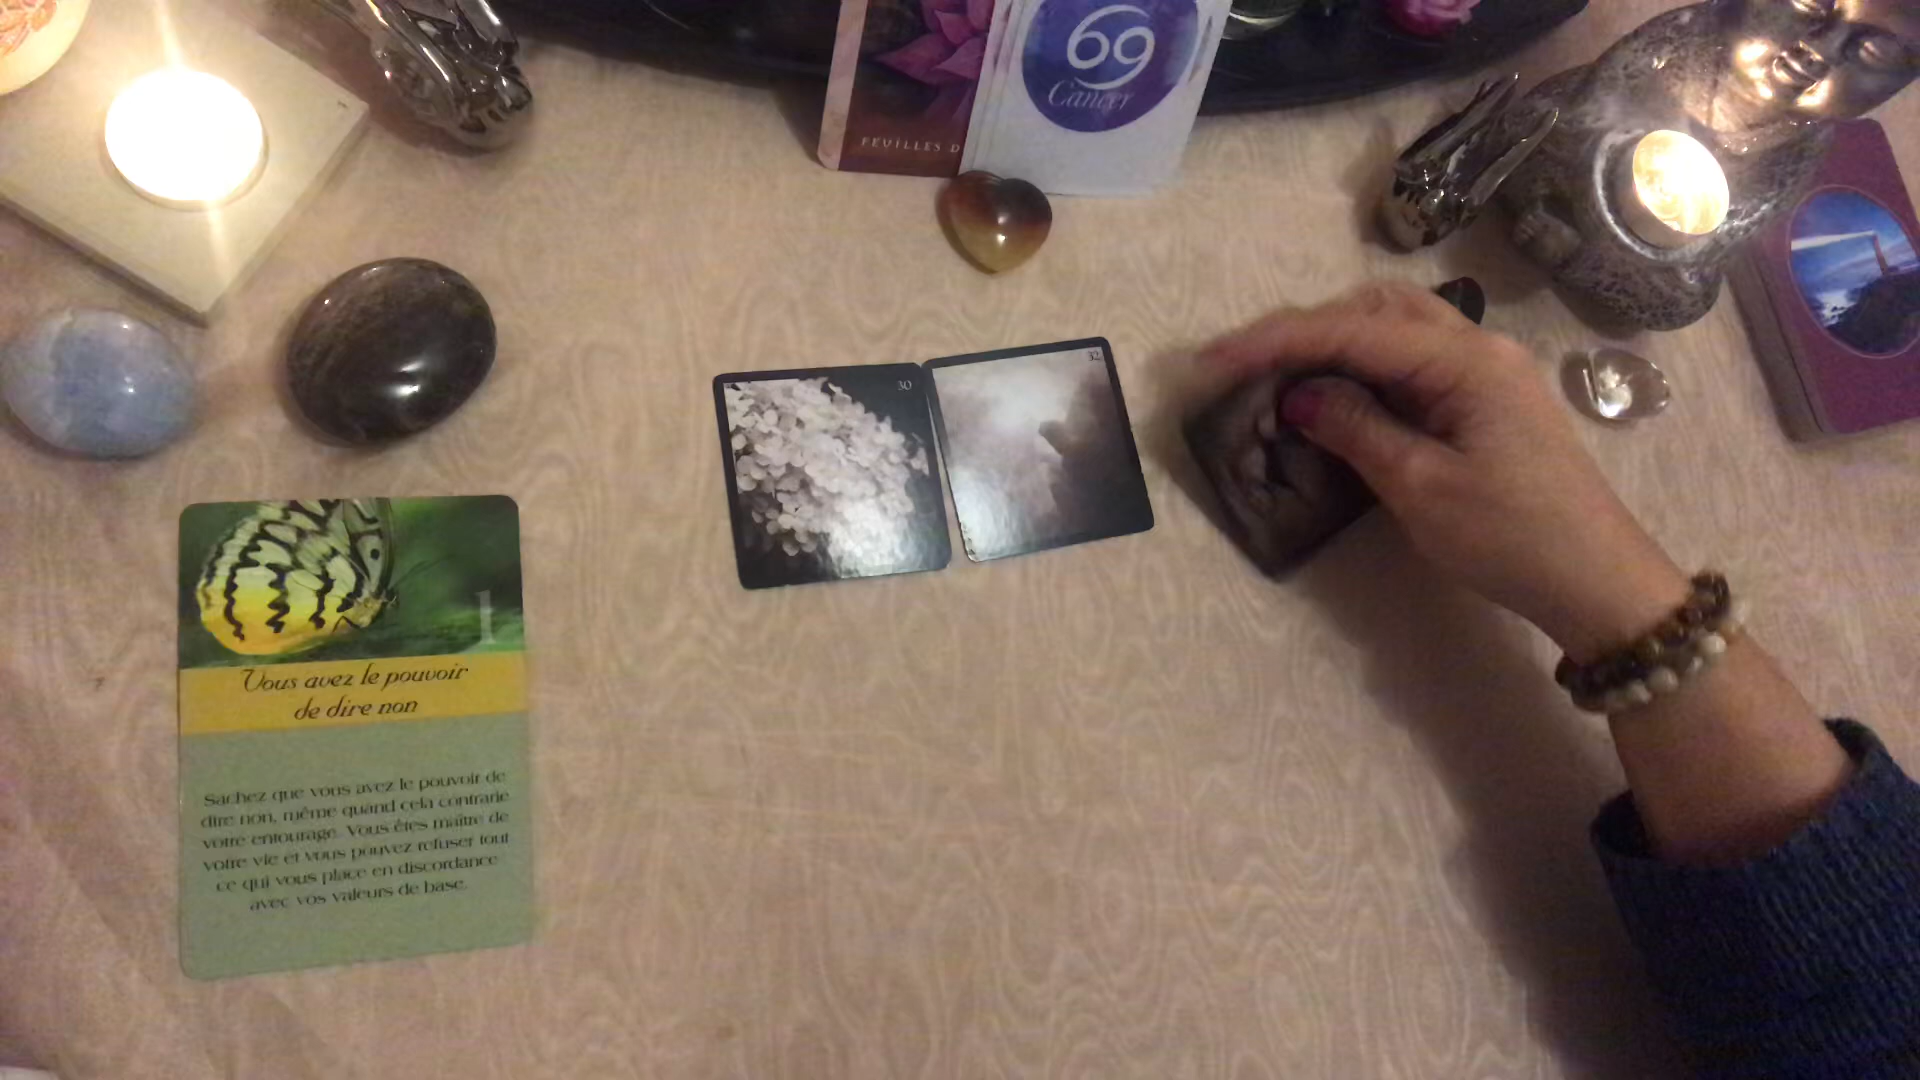 Cancer
FEUILLES D
30
32
1
Vous avez le pouvoir
de dire non
Sachez que vous avez le pouvoir de
dire non, même quand cela contrarie
votre entourage. Vous êtes maître de
votre vie et vous pouvez refuser tout
ce qui vous place en discordance
avec vos valeurs de base.